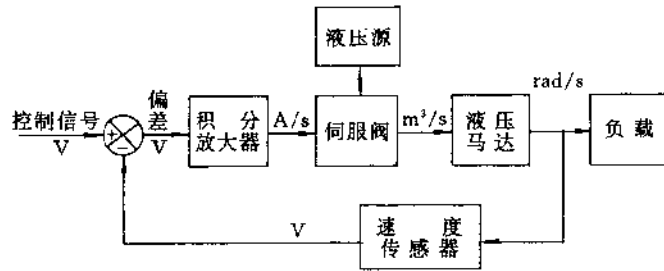 液压源
rad/s
控制信号
V
+
−
偏
差
V
积 分
放大器
A/s
伺服阀
m³/s
液 压
马 达
负 载
V
速 度
传感器